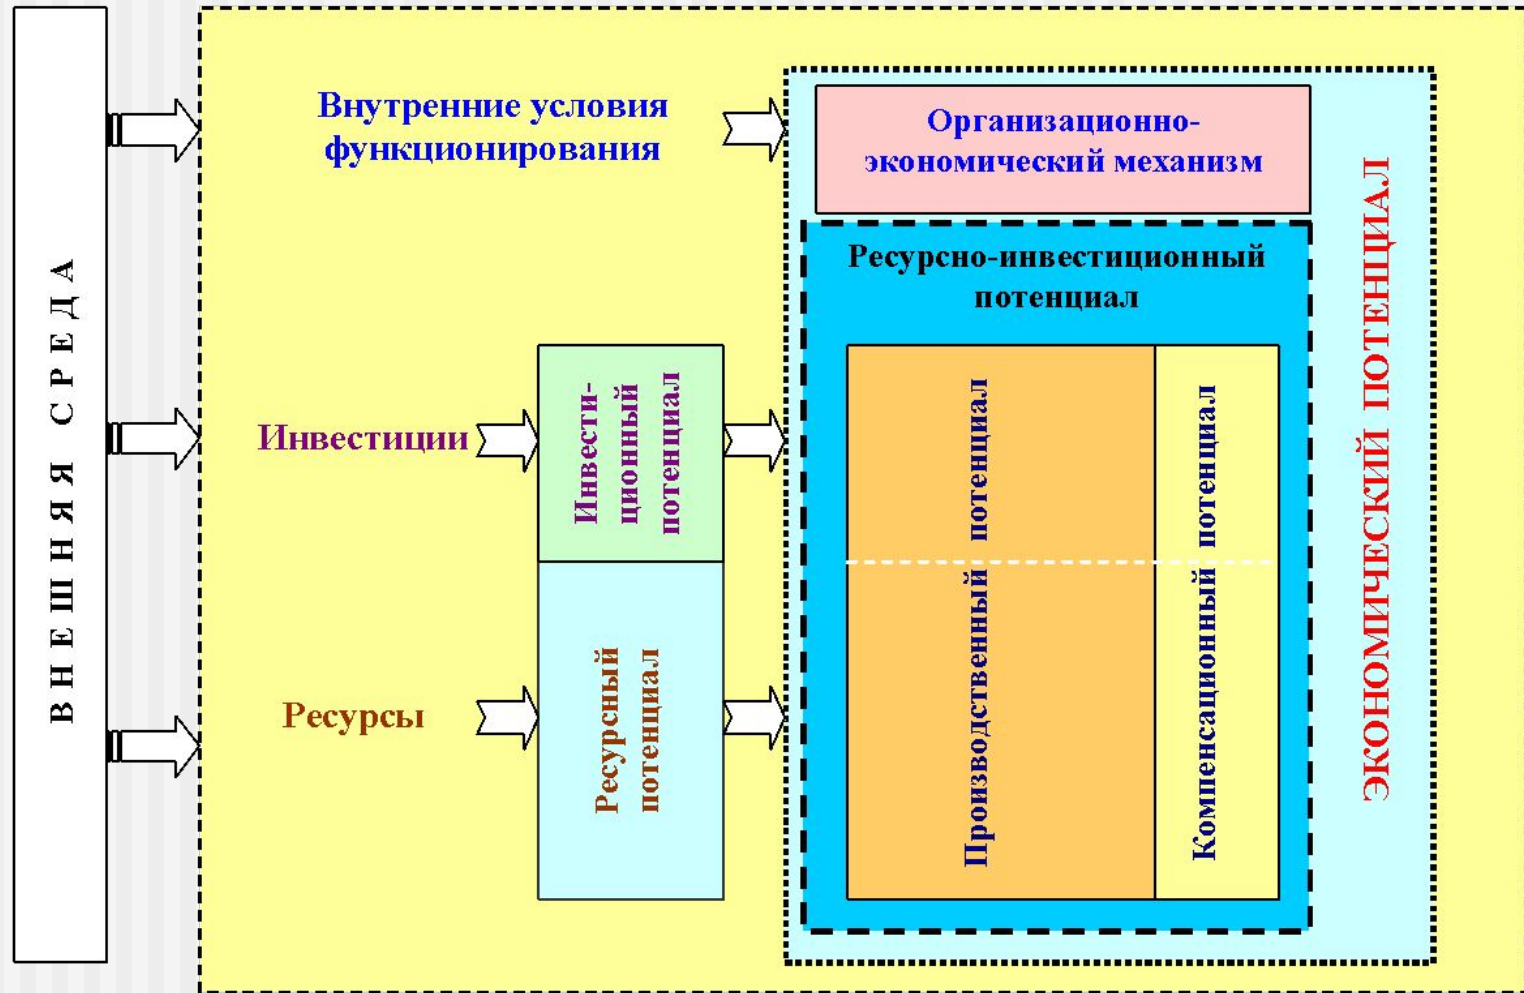 В Н Е Ш Н Я Я  С Р Е Д А
Внутренние условия
функционирования
Организационно-
экономический механизм
Ресурсно-инвестиционный
потенциал
Инвестиции
Инвести-
ционный
потенциал
Ресурсы
Ресурсный
потенциал
Производственный потенциал
Компенсационный потенциал
ЭКОНОМИЧЕСКИЙ ПОТЕНЦИАЛ